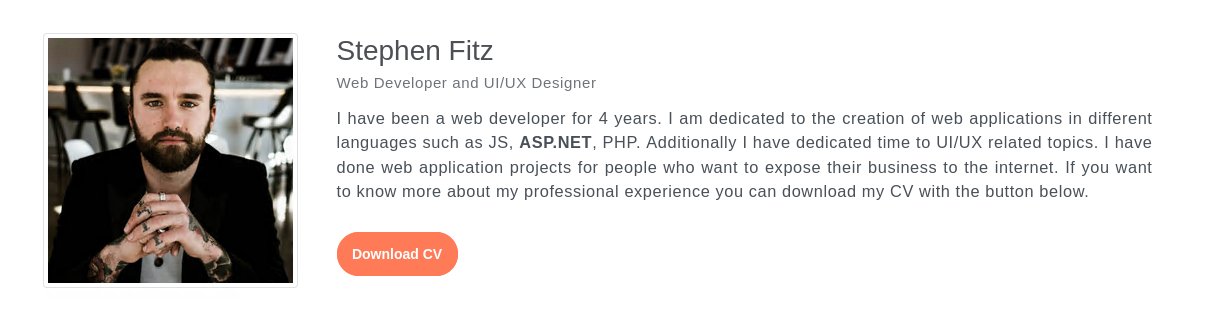 Stephen Fitz
Web Developer and UI/UX Designer
I have been a web developer for 4 years. I am dedicated to the creation of web applications in different
languages such as JS, ASP.NET, PHP. Additionally I have dedicated time to UI/UX related topics. I have
done web application projects for people who want to expose their business to the internet. If you want
to know more about my professional experience you can download my CV with the button below.
Download CV